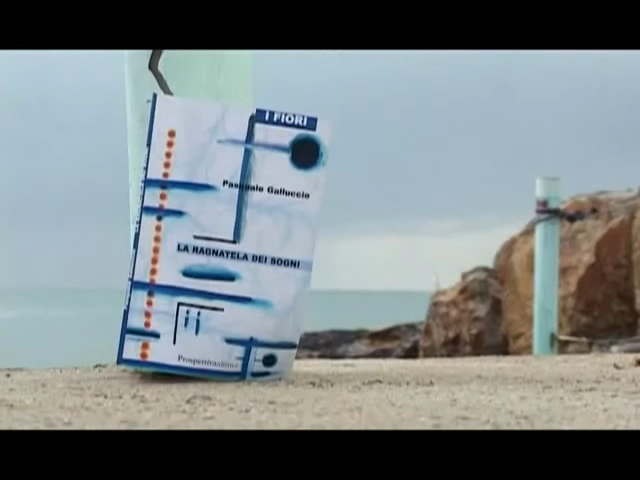 I FIORI
Pasquale Galluccio
LA RAGNATELA DEI SOGNI
Prospettivaeditrice